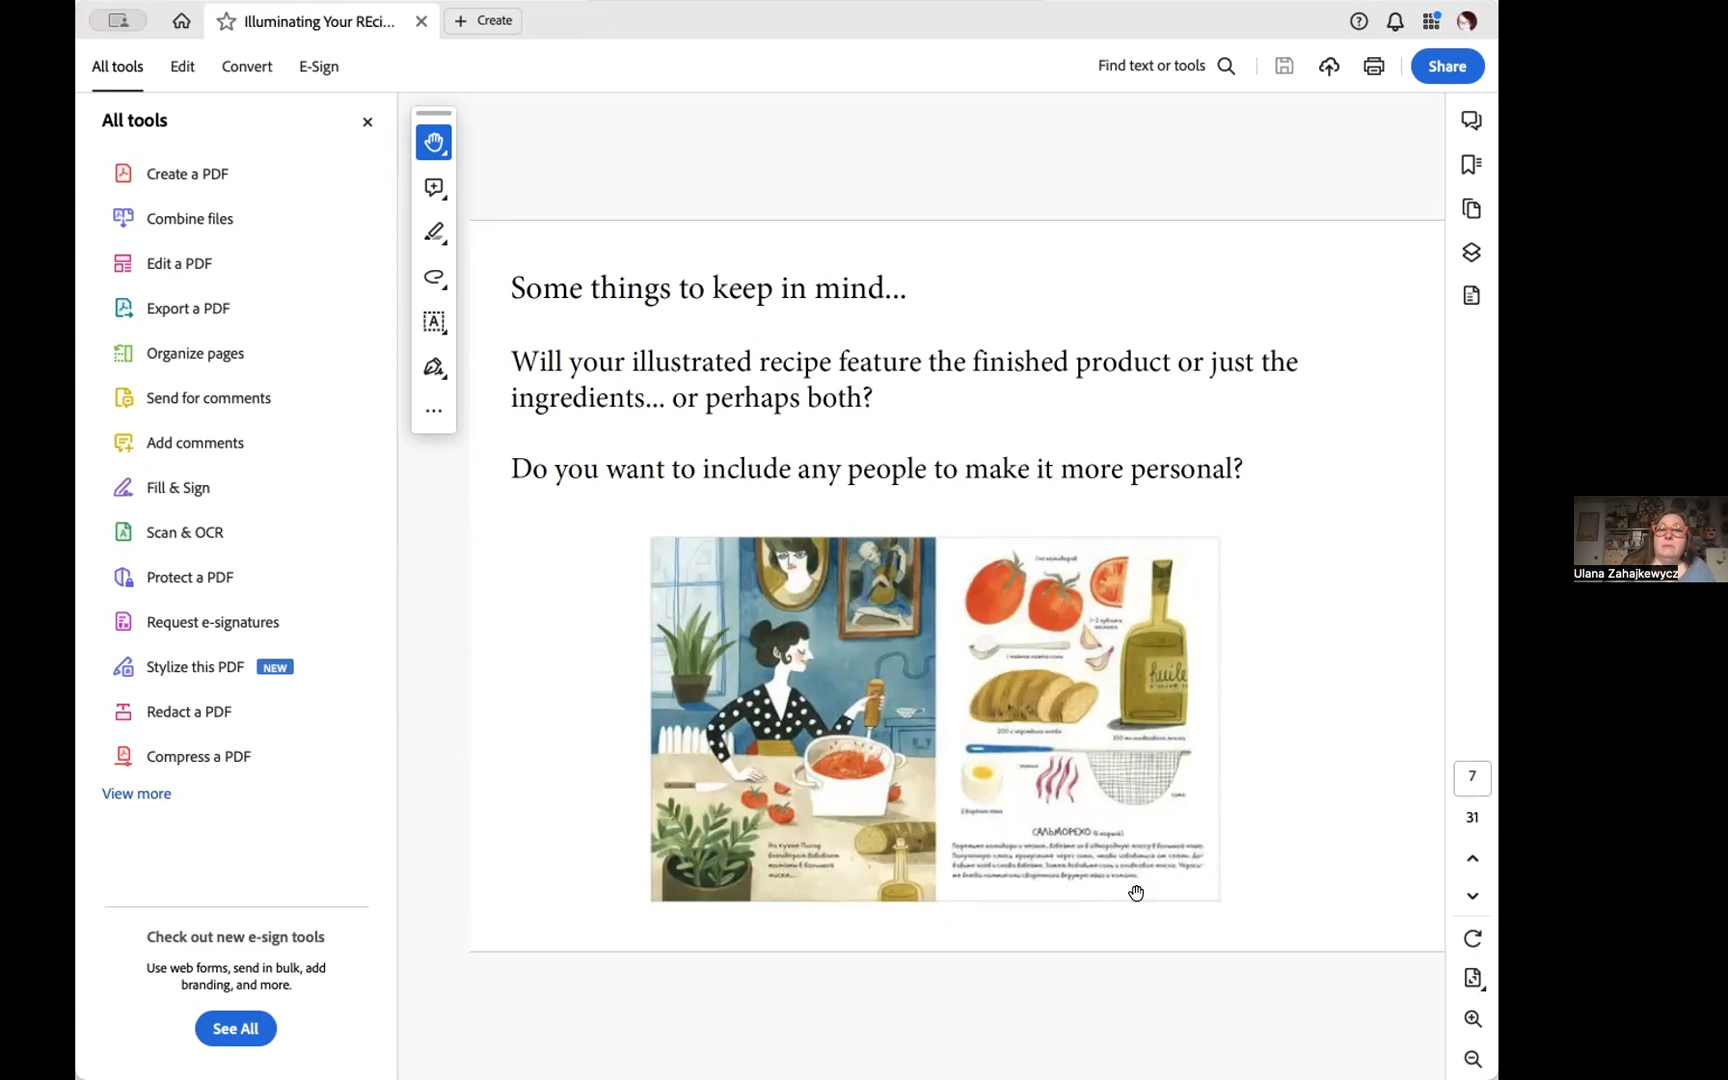 Illuminating Your REci...
Create
All tools
Edit
Convert
E-Sign
Find text or tools
Share
All tools
Create a PDF
Combine files
Edit a PDF
Export a PDF
Organize pages
Send for comments
Add comments
Fill & Sign
Scan & OCR
Protect a PDF
Request e-signatures
Stylize this PDF NEW
Redact a PDF
Compress a PDF
View more
Check out new e-sign tools
Use web forms, send in bulk, add
branding, and more.
See All
Some things to keep in mind...
Will your illustrated recipe feature the finished product or just the
ingredients... or perhaps both?
Do you want to include any people to make it more personal?
huile
САЛЬМОРЕХО
7
31
Ulana Zahajkewycz